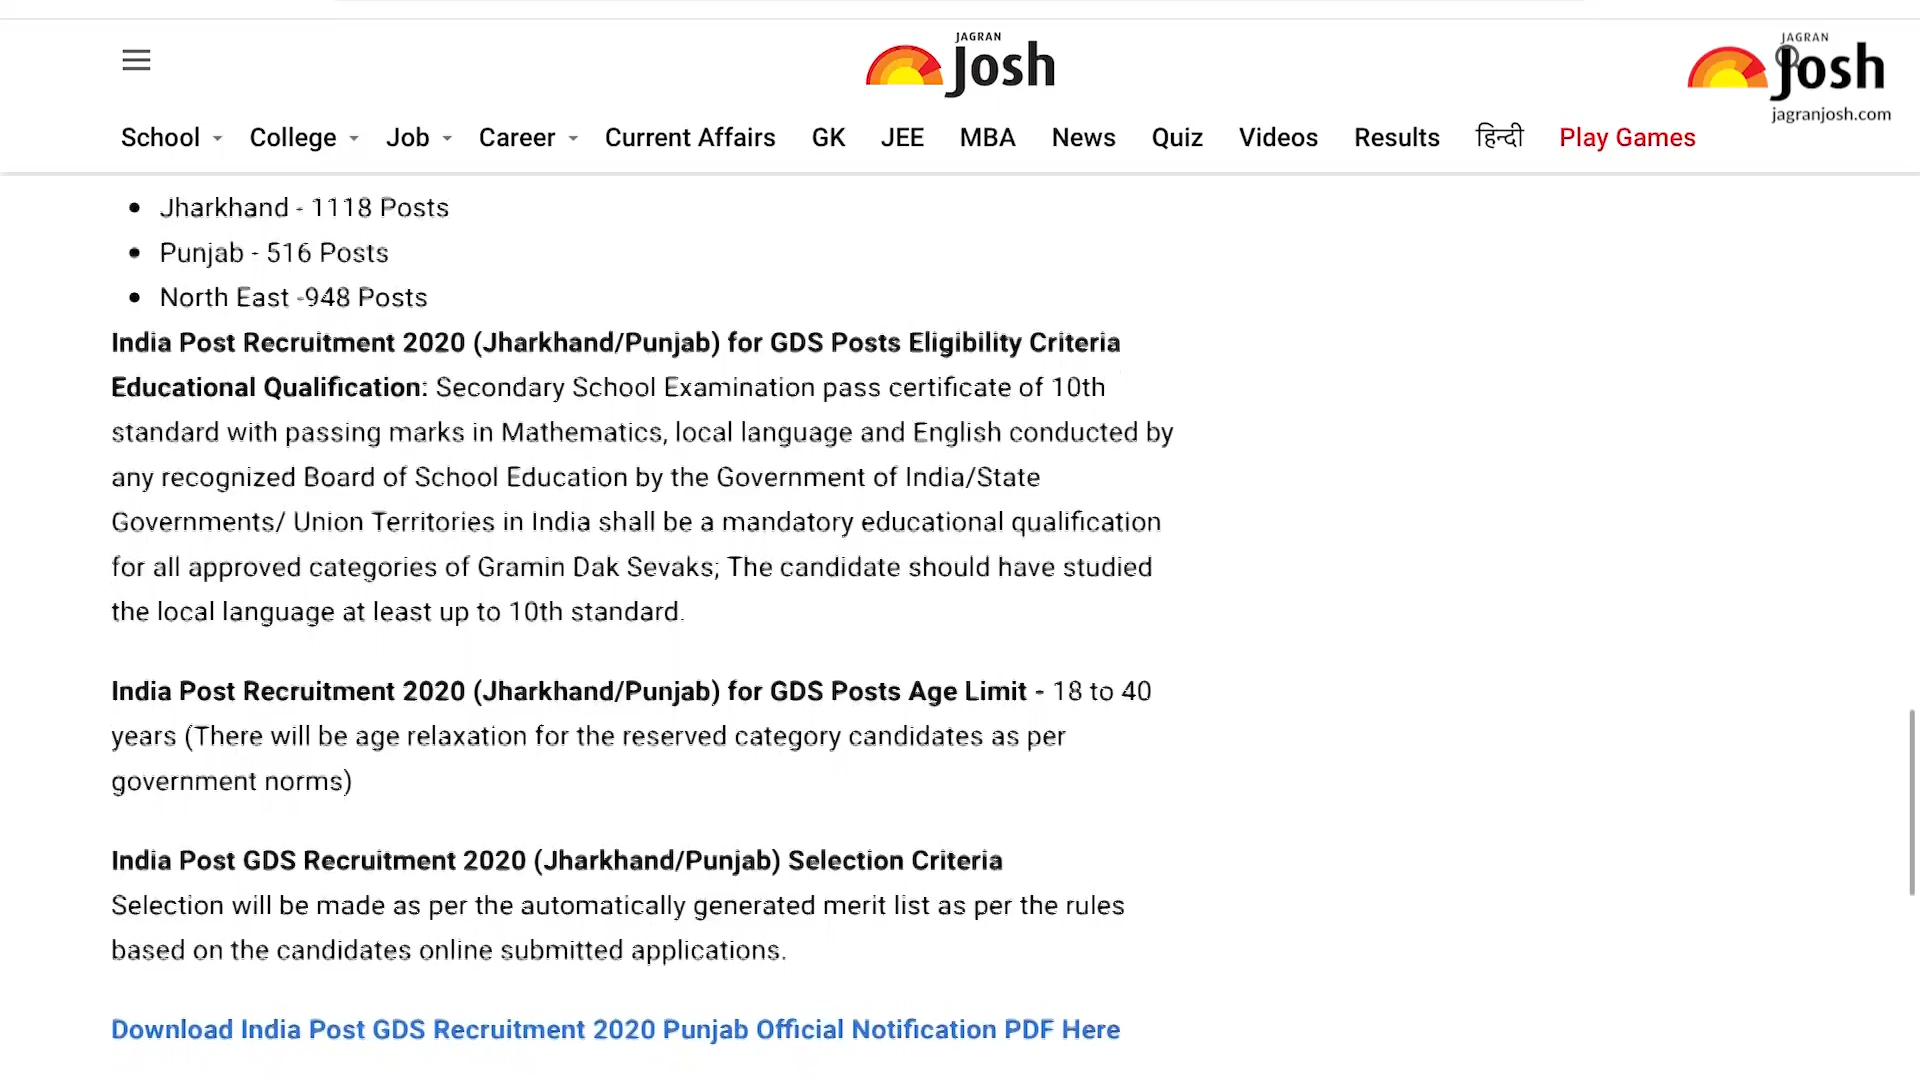 JAGRAN
Josh
JAGRAN
Josh
jagranjosh.com
School College Job Career Current Affairs GK JEE MBA News Quiz Videos Results हिन्दी Play Games
Jharkhand - 1118 Posts
Punjab - 516 Posts
North East -948 Posts
India Post Recruitment 2020 (Jharkhand/Punjab) for GDS Posts Eligibility Criteria
Educational Qualification: Secondary School Examination pass certificate of 10th
standard with passing marks in Mathematics, local language and English conducted by
any recognized Board of School Education by the Government of India/State
Governments/ Union Territories in India shall be a mandatory educational qualification
for all approved categories of Gramin Dak Sevaks; The candidate should have studied
the local language at least up to 10th standard.
India Post Recruitment 2020 (Jharkhand/Punjab) for GDS Posts Age Limit - 18 to 40
years (There will be age relaxation for the reserved category candidates as per
government norms)
India Post GDS Recruitment 2020 (Jharkhand/Punjab) Selection Criteria
Selection will be made as per the automatically generated merit list as per the rules
based on the candidates online submitted applications.
Download India Post GDS Recruitment 2020 Punjab Official Notification PDF Here